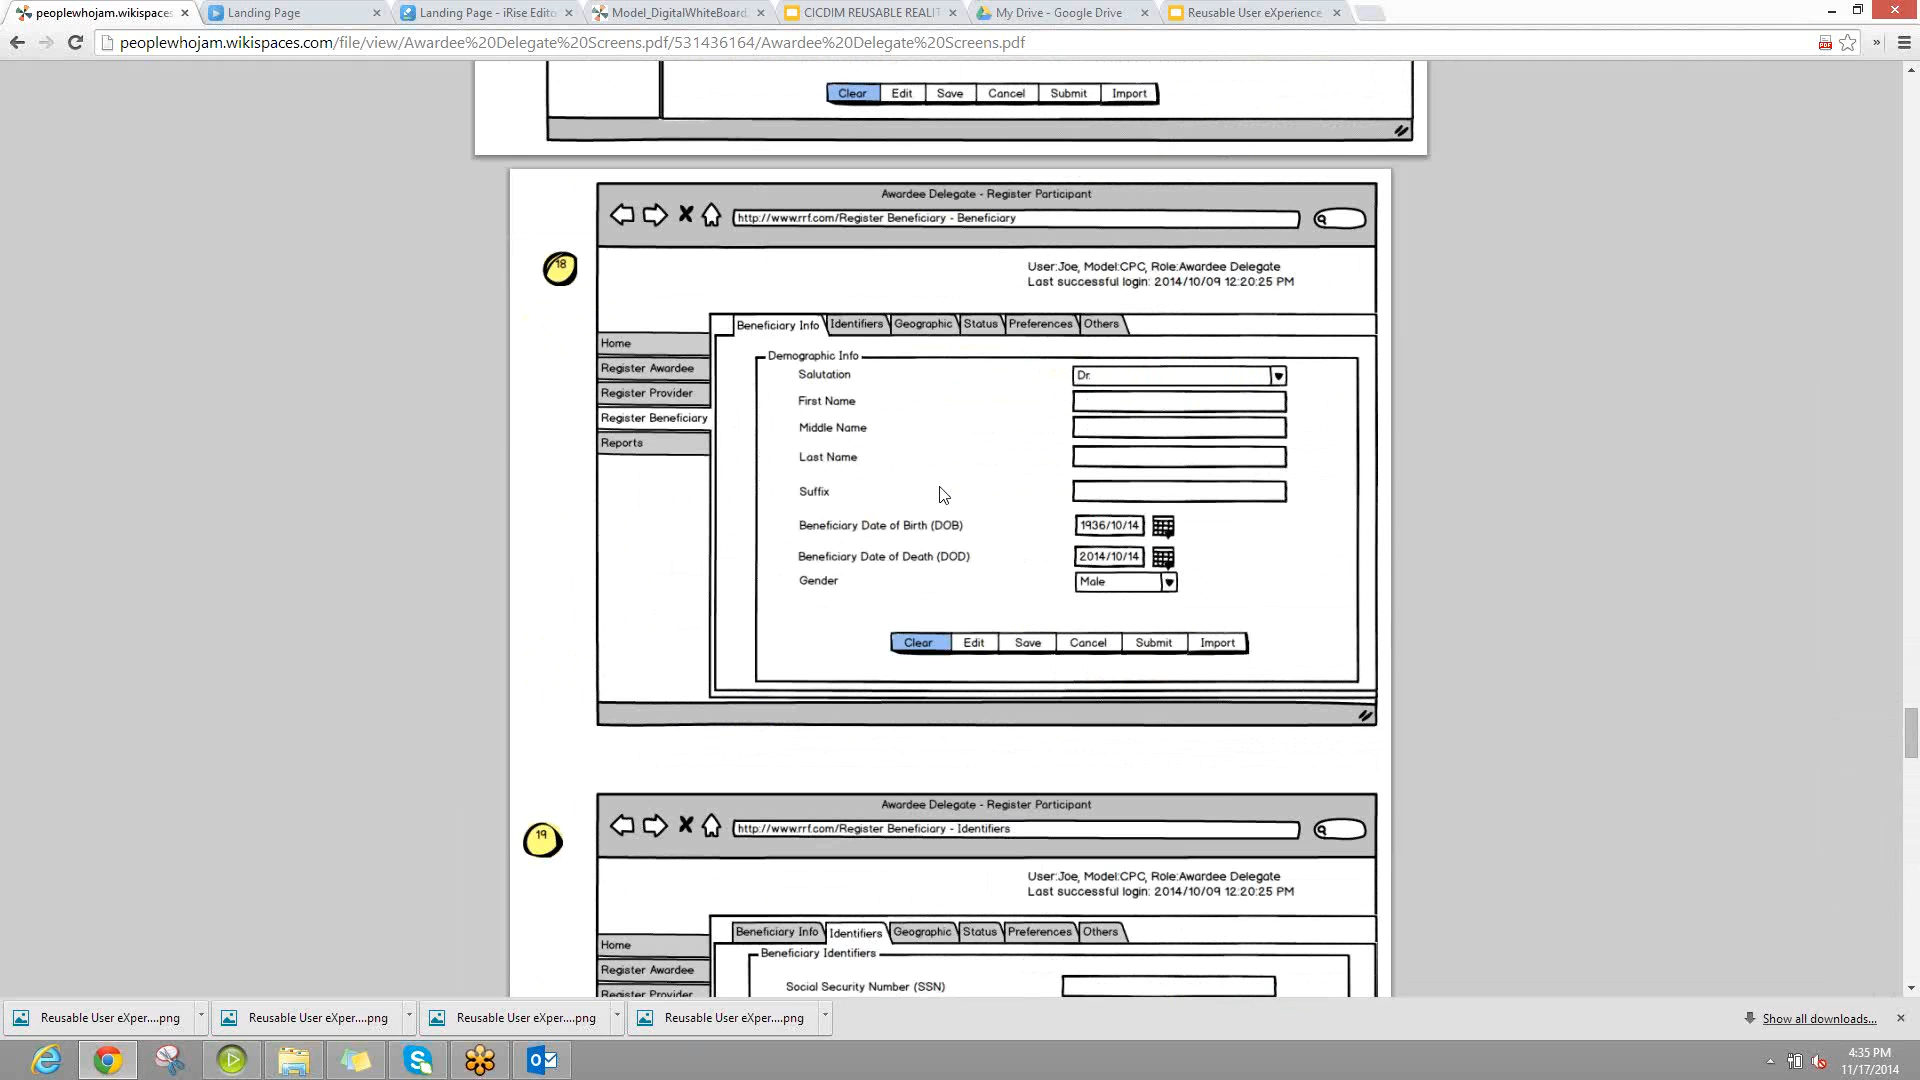 peoplewhojam.wikispaces
Landing Page
Landing Page - iRise Edito
Model_DigitalWhiteBoard
CICDIM REUSABLE REALIT
My Drive - Google Drive
Reusable User eXperience
peoplewhojam.wikispaces.com/file/view/Awardee%20Delegate%20Screens.pdf/531436164/Awardee%20Delegate%20Screens.pdf
Clear Edit Save Cancel Submit Import
Awardee Delegate - Register Participant
http://www.rrf.com/Register Beneficiary - Beneficiary
18
User:Joe, Model:CPC, Role:Awardee Delegate
Last successful login: 2014/10/09 12:20:25 PM
Beneficiary Info Identifiers Geographic Status Preferences Others
Home
Register Awardee
Register Provider
Register Beneficiary
Reports
Demographic Info
Salutation Dr.
First Name
Middle Name
Last Name
Suffix
Beneficiary Date of Birth (DOB) 1936/10/14
Beneficiary Date of Death (DOD) 2014/10/14
Gender Male
Clear Edit Save Cancel Submit Import
Awardee Delegate - Register Participant
http://www.rrf.com/Register Beneficiary - Identifiers
19
User:Joe, Model:CPC, Role:Awardee Delegate
Last successful login: 2014/10/09 12:20:25 PM
Beneficiary Info Identifiers Geographic Status Preferences Others
Home
Register Awardee
Register Provider
Beneficiary Identifiers
Social Security Number (SSN)
Reusable User eXper....png
Reusable User eXper....png
Reusable User eXper....png
Reusable User eXper....png
Show all downloads...
4:35 PM
11/17/2014